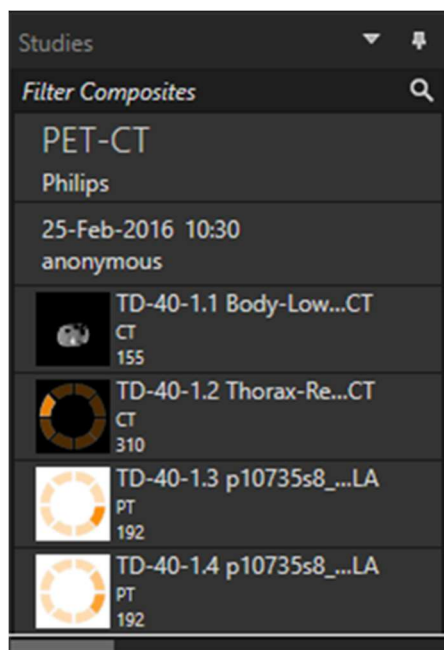 Studies
Filter Composites
PET-CT
Philips
25-Feb-2016 10:30
anonymous
TD-40-1.1 Body-Low...CT
CT
155
TD-40-1.2 Thorax-Re...CT
CT
310
TD-40-1.3 p10735s8_...LA
PT
192
TD-40-1.4 p10735s8_...LA
PT
192